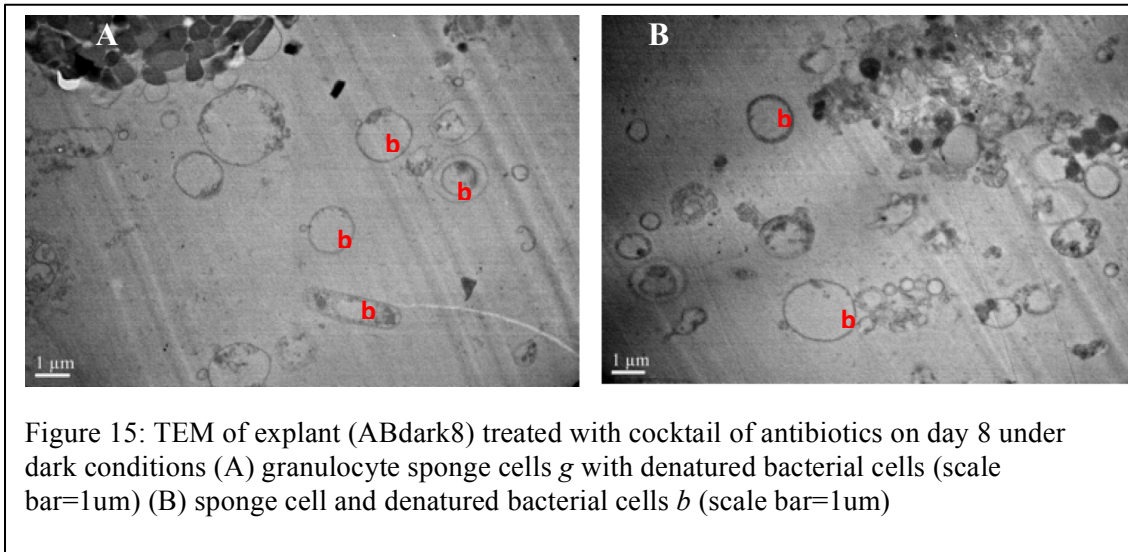 A
b
b
b
b
1 µm
B
b
b
1 µm
Figure 15: TEM of explant (ABdark8) treated with cocktail of antibiotics on day 8 under
dark conditions (A) granulocyte sponge cells g with denatured bacterial cells (scale
bar=1um) (B) sponge cell and denatured bacterial cells b (scale bar=1um)